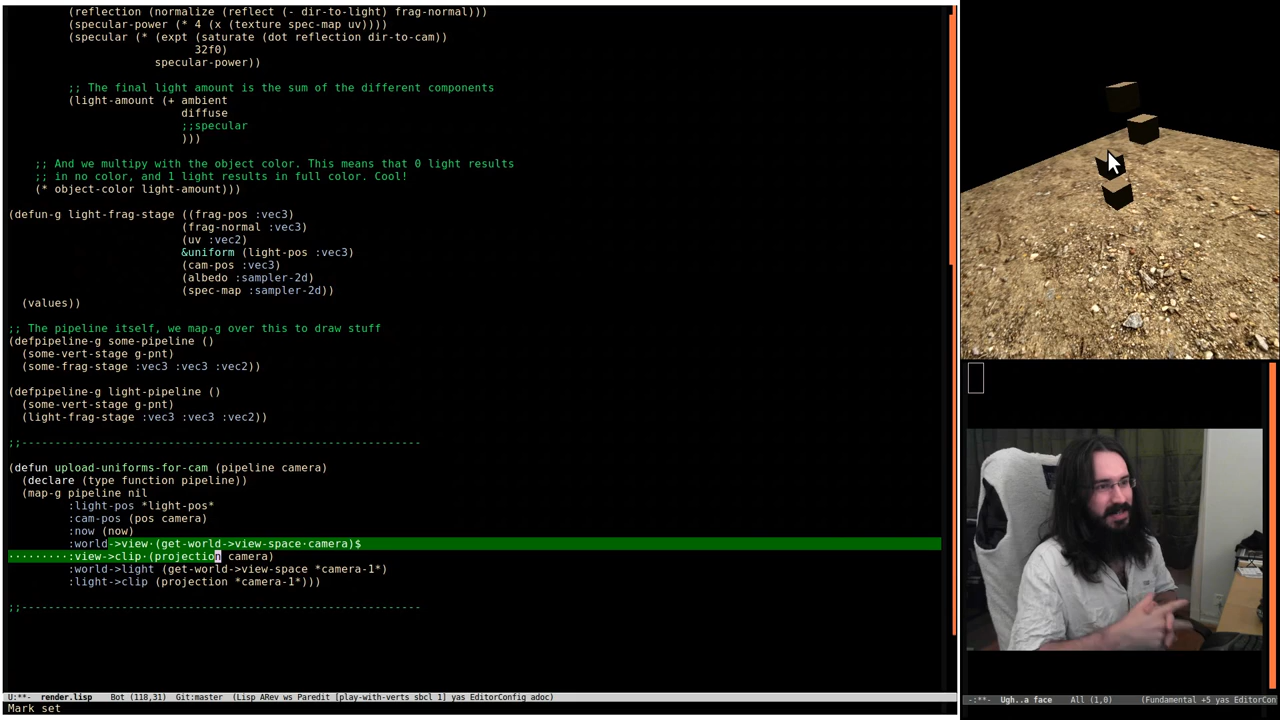 (reflection (normalize (reflect (- dir-to-light) frag-normal)))
(specular-power (* 4 (x (texture spec-map uv))))
(specular (* (expt (saturate (dot reflection dir-to-cam))
32f0)
specular-power))
;; The final light amount is the sum of the different components
(light-amount (+ ambient
diffuse
;;specular
)))
;; And we multipy with the object color. This means that 0 light results
;; in no color, and 1 light results in full color. Cool!
(* object-color light-amount)))
(defun-g light-frag-stage ((frag-pos :vec3)
(frag-normal :vec3)
(uv :vec2)
&uniform (light-pos :vec3)
(cam-pos :vec3)
(albedo :sampler-2d)
(spec-map :sampler-2d))
(values))
;; The pipeline itself, we map-g over this to draw stuff
(defpipeline-g some-pipeline ()
(some-vert-stage g-pnt)
(some-frag-stage :vec3 :vec3 :vec2))
(defpipeline-g light-pipeline ()
(some-vert-stage g-pnt)
(light-frag-stage :vec3 :vec3 :vec2))
;;------------------------------------------------------------
(defun upload-uniforms-for-cam (pipeline camera)
(declare (type function pipeline))
(map-g pipeline nil
:light-pos *light-pos*
:cam-pos (pos camera)
:now (now)
:world->view·(get-world->view-space·camera)$
·········:view->clip·(projection camera)
:world->light (get-world->view-space *camera-1*)
:light->clip (projection *camera-1*)))
;;------------------------------------------------------------
U:**- render.lisp Bot (118,31) Git:master (Lisp ARev ws Paredit [play-with-verts sbcl 1] yas EditorConfig adoc)
Mark set
-:**- Ugh..a face All (1,0) (Fundamental +5 yas EditorCon